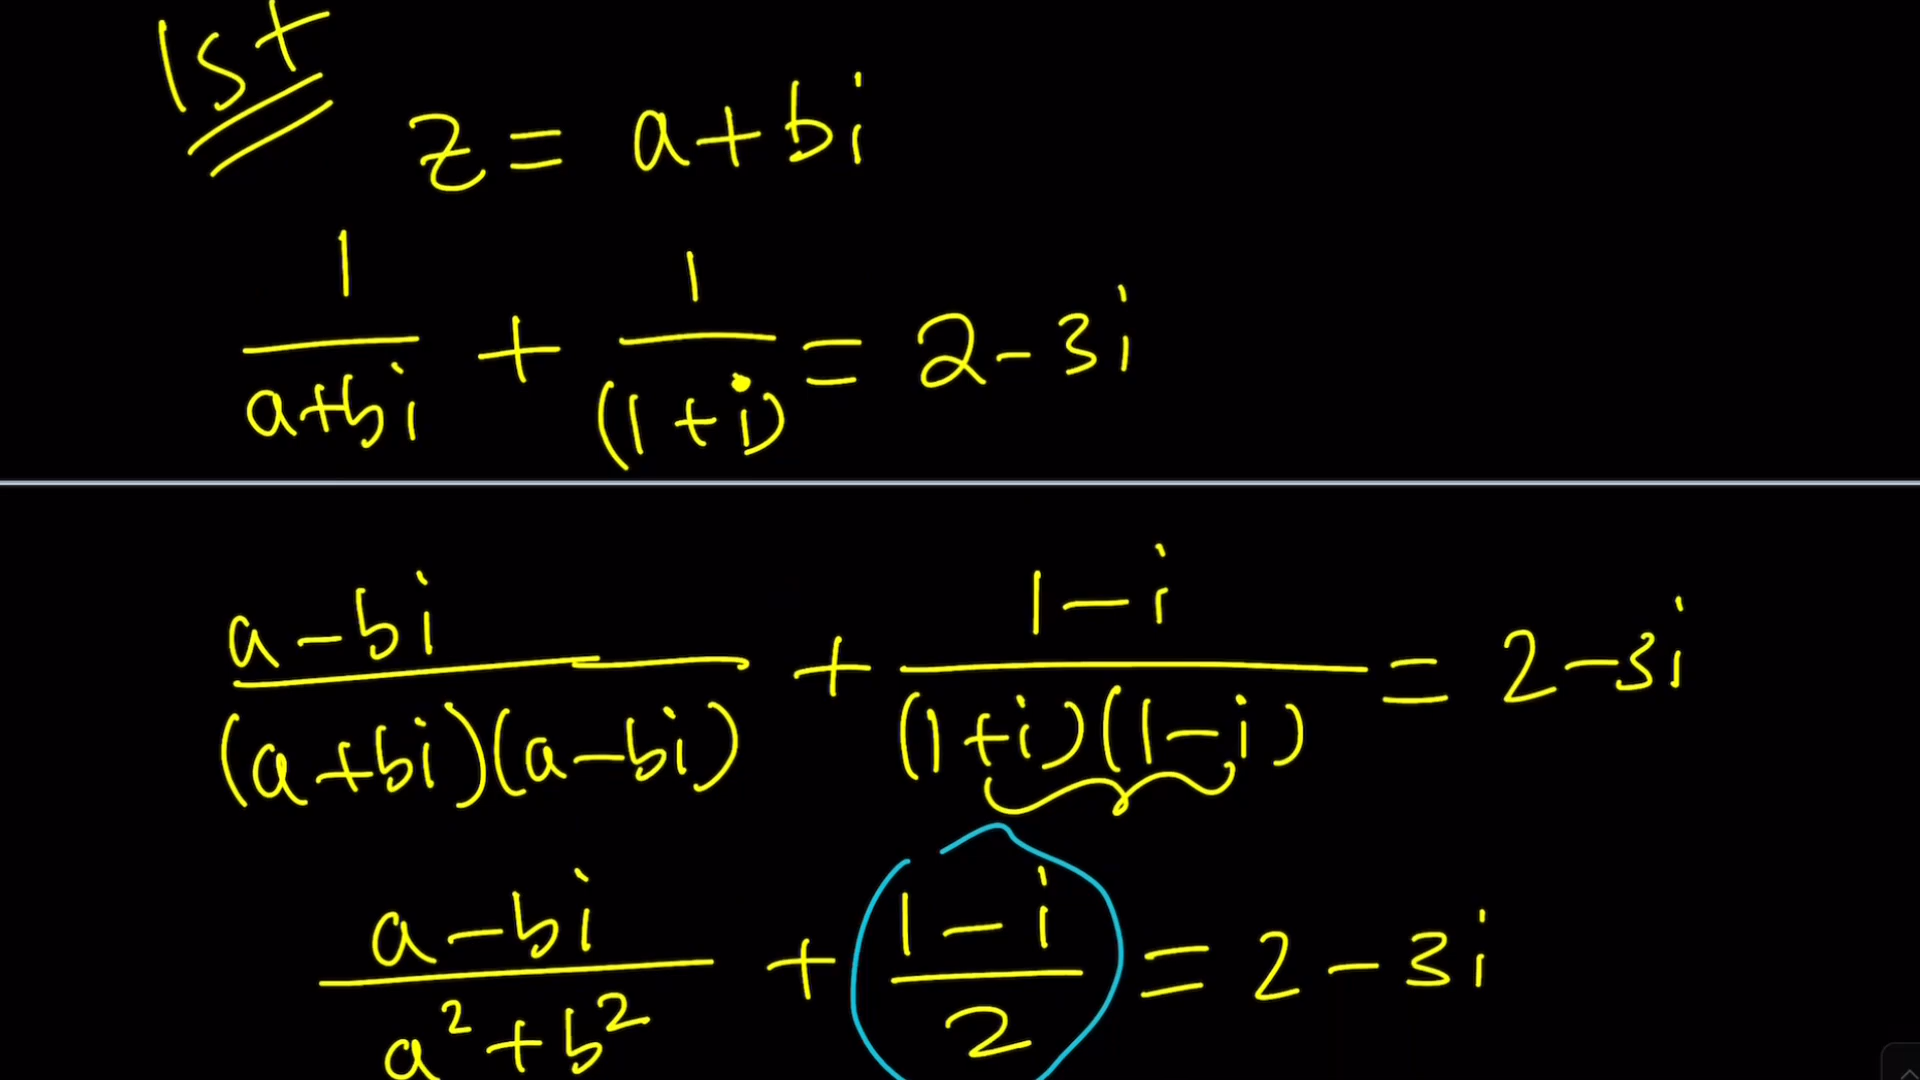 1st
z = a+bi
1/(a+bi) + 1/(1+i) = 2-3i
(a-bi)/((a+bi)(a-bi)) + (1-i)/((1+i)(1-i)) = 2-3i
(a-bi)/(a²+b²) + (1-i)/2 = 2-3i